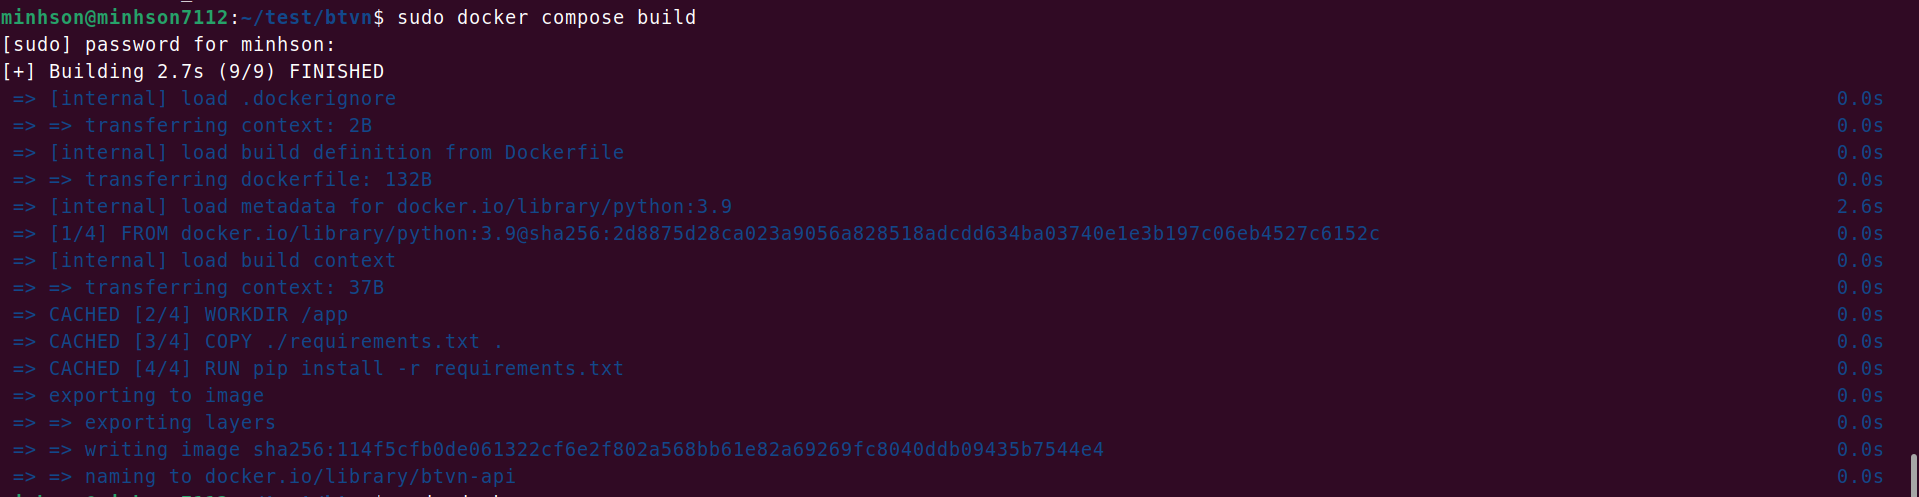 minhson@minhson7112:~/test/btvn$ sudo docker compose build
[sudo] password for minhson:
[+] Building 2.7s (9/9) FINISHED
=> [internal] load .dockerignore 0.0s
=> => transferring context: 2B 0.0s
=> [internal] load build definition from Dockerfile 0.0s
=> => transferring dockerfile: 132B 0.0s
=> [internal] load metadata for docker.io/library/python:3.9 2.6s
=> [1/4] FROM docker.io/library/python:3.9@sha256:2d8875d28ca023a9056a828518adcdd634ba03740e1e3b197c06eb4527c6152c 0.0s
=> [internal] load build context 0.0s
=> => transferring context: 37B 0.0s
=> CACHED [2/4] WORKDIR /app 0.0s
=> CACHED [3/4] COPY ./requirements.txt . 0.0s
=> CACHED [4/4] RUN pip install -r requirements.txt 0.0s
=> exporting to image 0.0s
=> => exporting layers 0.0s
=> => writing image sha256:114f5cfb0de061322cf6e2f802a568bb61e82a69269fc8040ddb09435b7544e4 0.0s
=> => naming to docker.io/library/btvn-api 0.0s